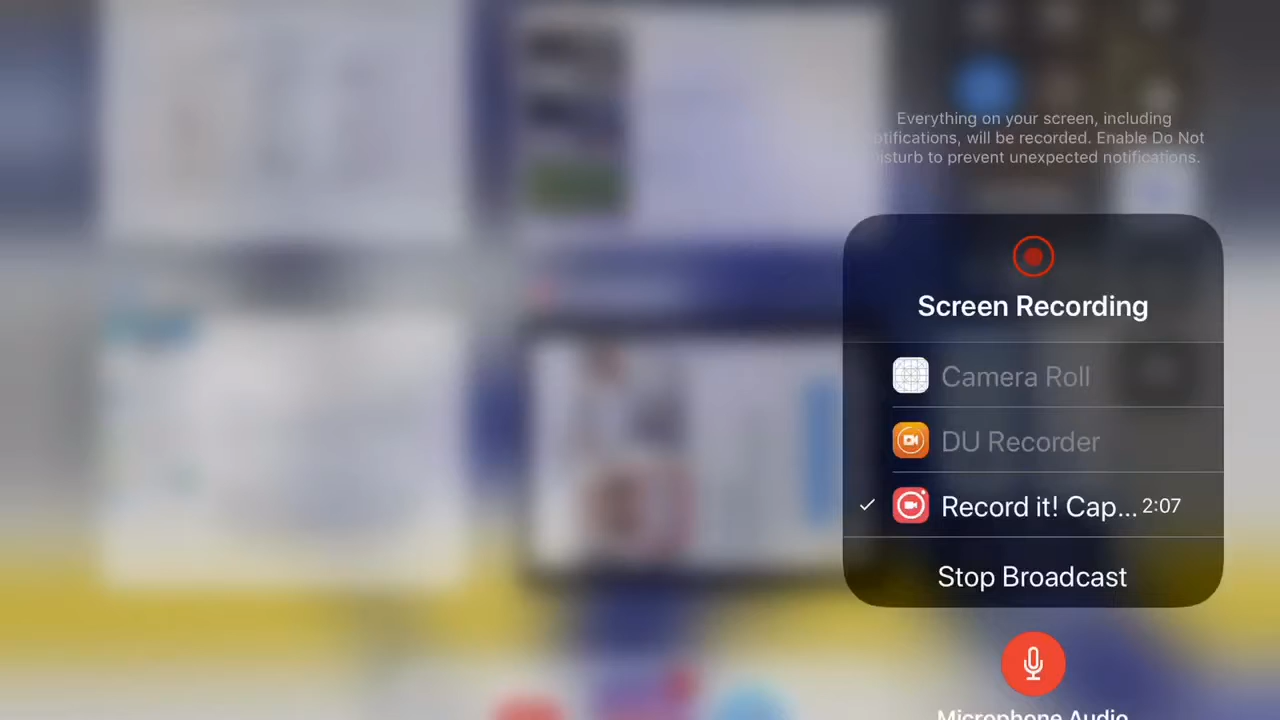 Everything on your screen, including
otifications, will be recorded. Enable Do Not
isturb to prevent unexpected notifications.
Screen Recording
Camera Roll
DU Recorder
Record it! Cap... 2:07
Stop Broadcast
Microphone Audio